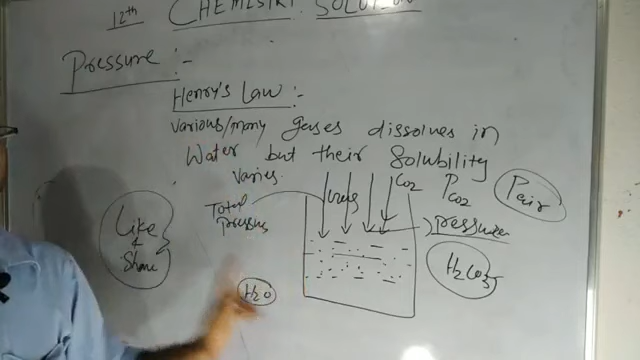 12th CHEMISTRY SOLUTION
Pressure :-
Henry's Law :-
various/many gases dissolves in
Water but their Solubility
varies.
Total
Pressure
CO2
PCO2
Pair
pressure
Like
&
Share
H2O
H2CO3